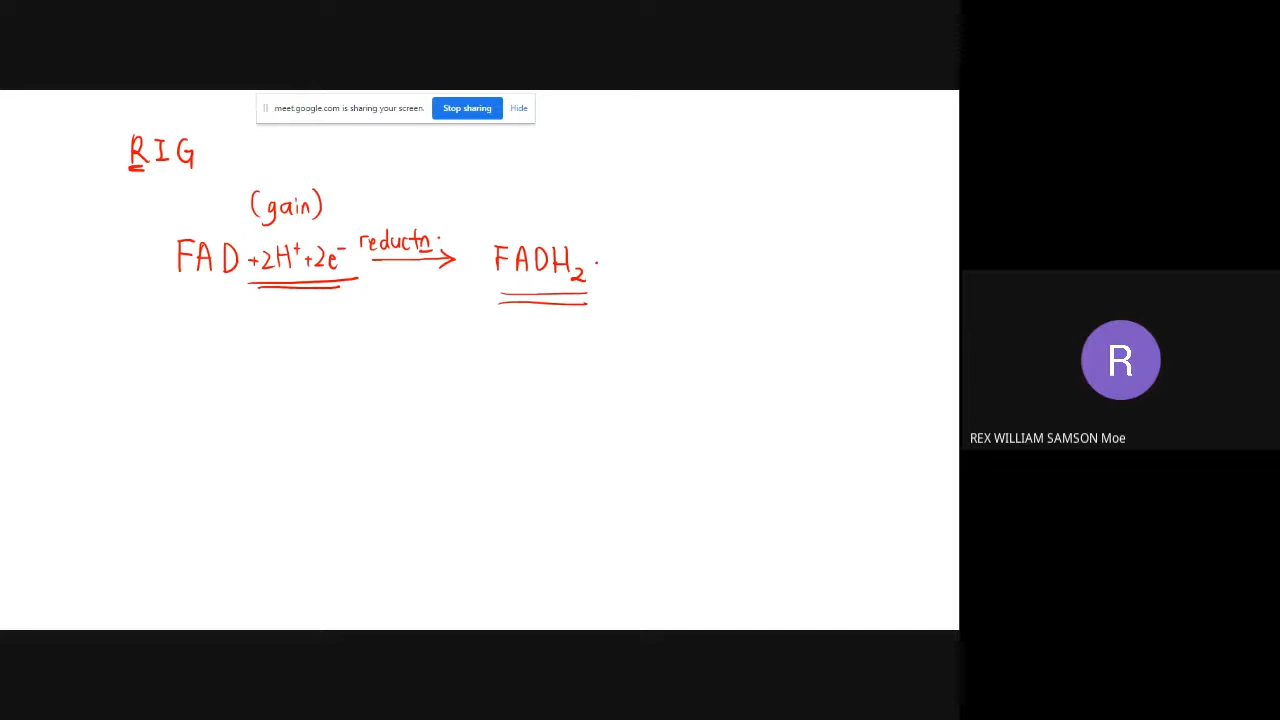 meet.google.com is sharing your screen. Stop sharing Hide
RIG
(gain)
FAD +2H⁺ +2e⁻ reductn. → FADH₂.
R
REX WILLIAM SAMSON Moe